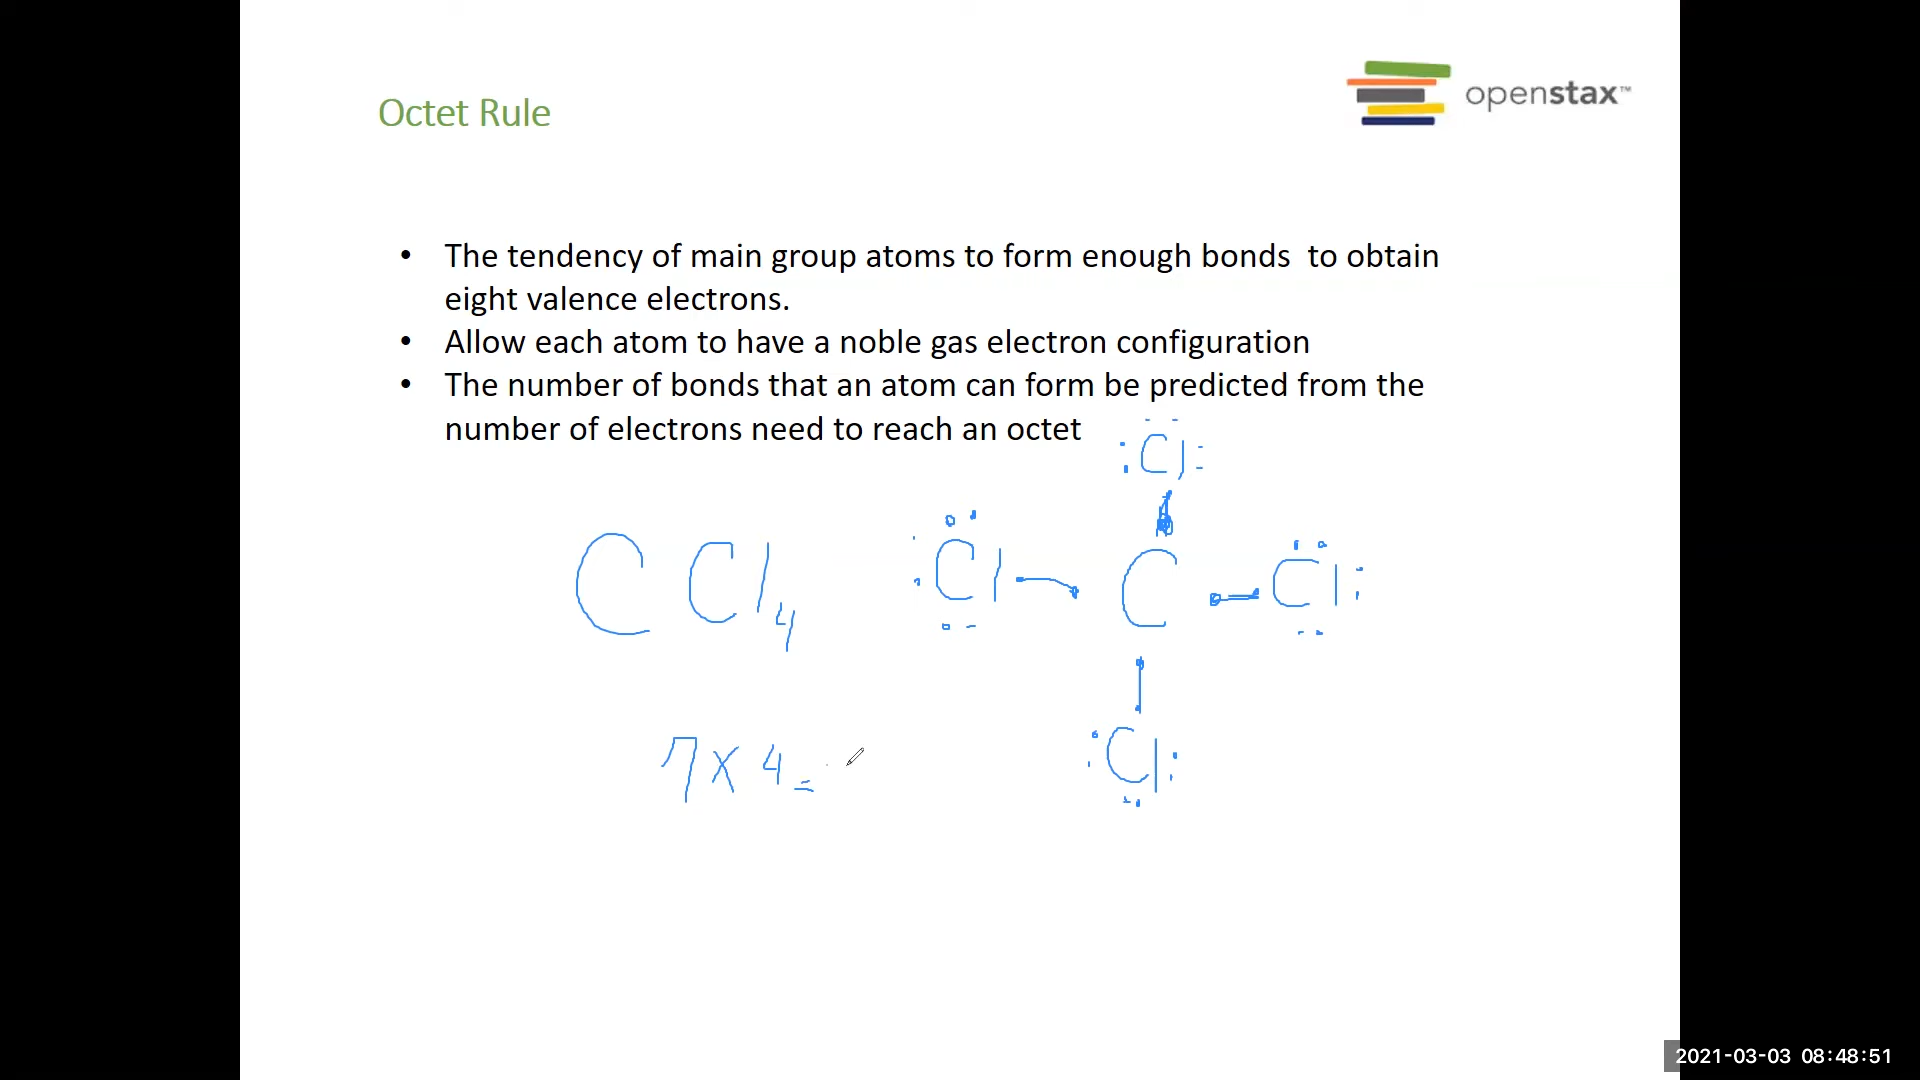 openstax™
Octet Rule
• The tendency of main group atoms to form enough bonds to obtain
eight valence electrons.
• Allow each atom to have a noble gas electron configuration
• The number of bonds that an atom can form be predicted from the
number of electrons need to reach an octet
Cl
C Cl4 Cl C Cl
7 X 4 = Cl
2021-03-03 08:48:51